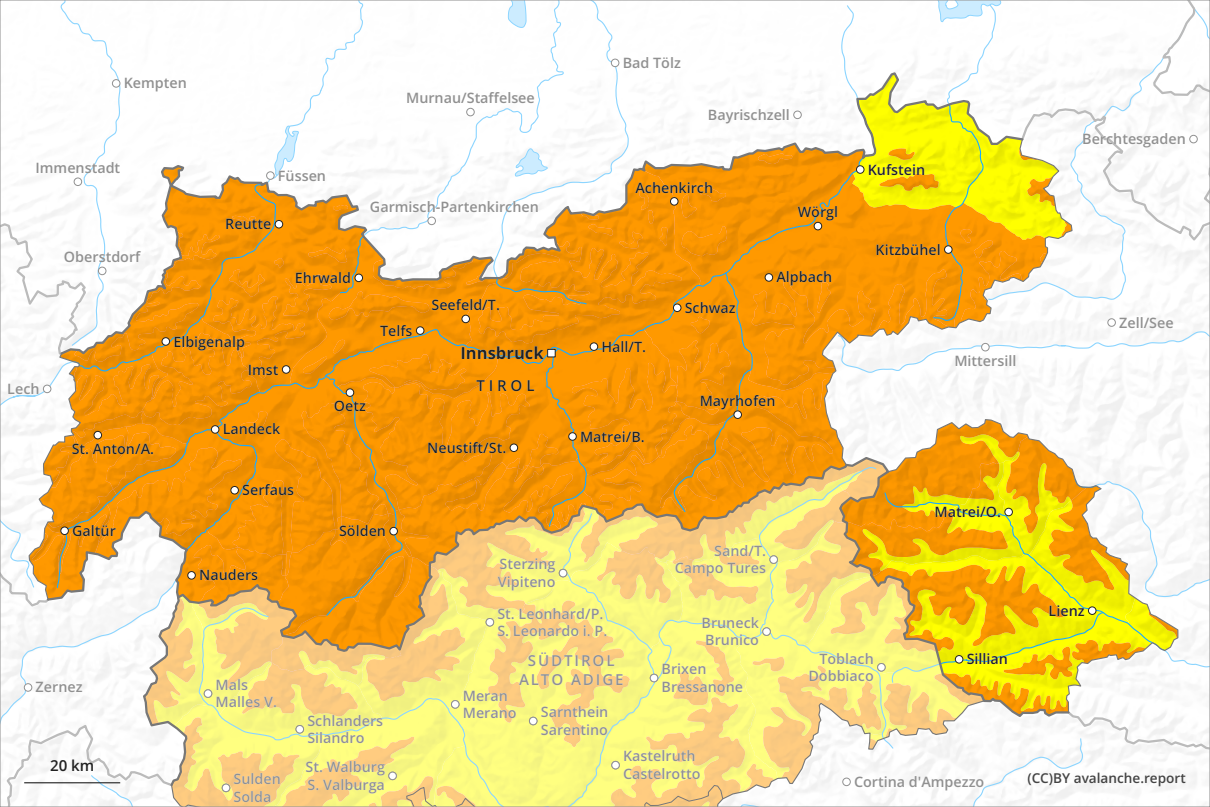 Bad Tölz
Kempten
Murnau/Staffelsee
Bayrischzell
Berchtesgaden
Immenstadt
Füssen
Kufstein
Achenkirch
Garmisch-Partenkirchen
Wörgl
Reutte
Kitzbühel
Oberstdorf
Ehrwald
Alpbach
Seefeld/T.
Schwaz
Telfs
Zell/See
Elbigenalp
Innsbruck
Hall/T.
Mittersill
Imst
TIROL
Lech
Oetz
Mayrhofen
Landeck
Matrei/B.
St. Anton/A.
Neustift/St.
Serfaus
Matrei/O.
Galtür
Sölden
Sterzing
Vipiteno
Sand/T.
Campo Tures
Nauders
St. Leonhard/P.
S. Leonardo i. P.
Bruneck
Brunico
Lienz
SÜDTIROL
ALTO ADIGE
Toblach
Dobbiaco
Sillian
Brixen
Bressanone
Zernez
Mals
Malles V.
Meran
Merano
Sarnthein
Sarentino
Schlanders
Silandro
Kastelruth
Castelrotto
St. Walburg
S. Valburga
20 km
Sulden
Solda
Cortina d'Ampezzo
(CC)BY avalanche.report